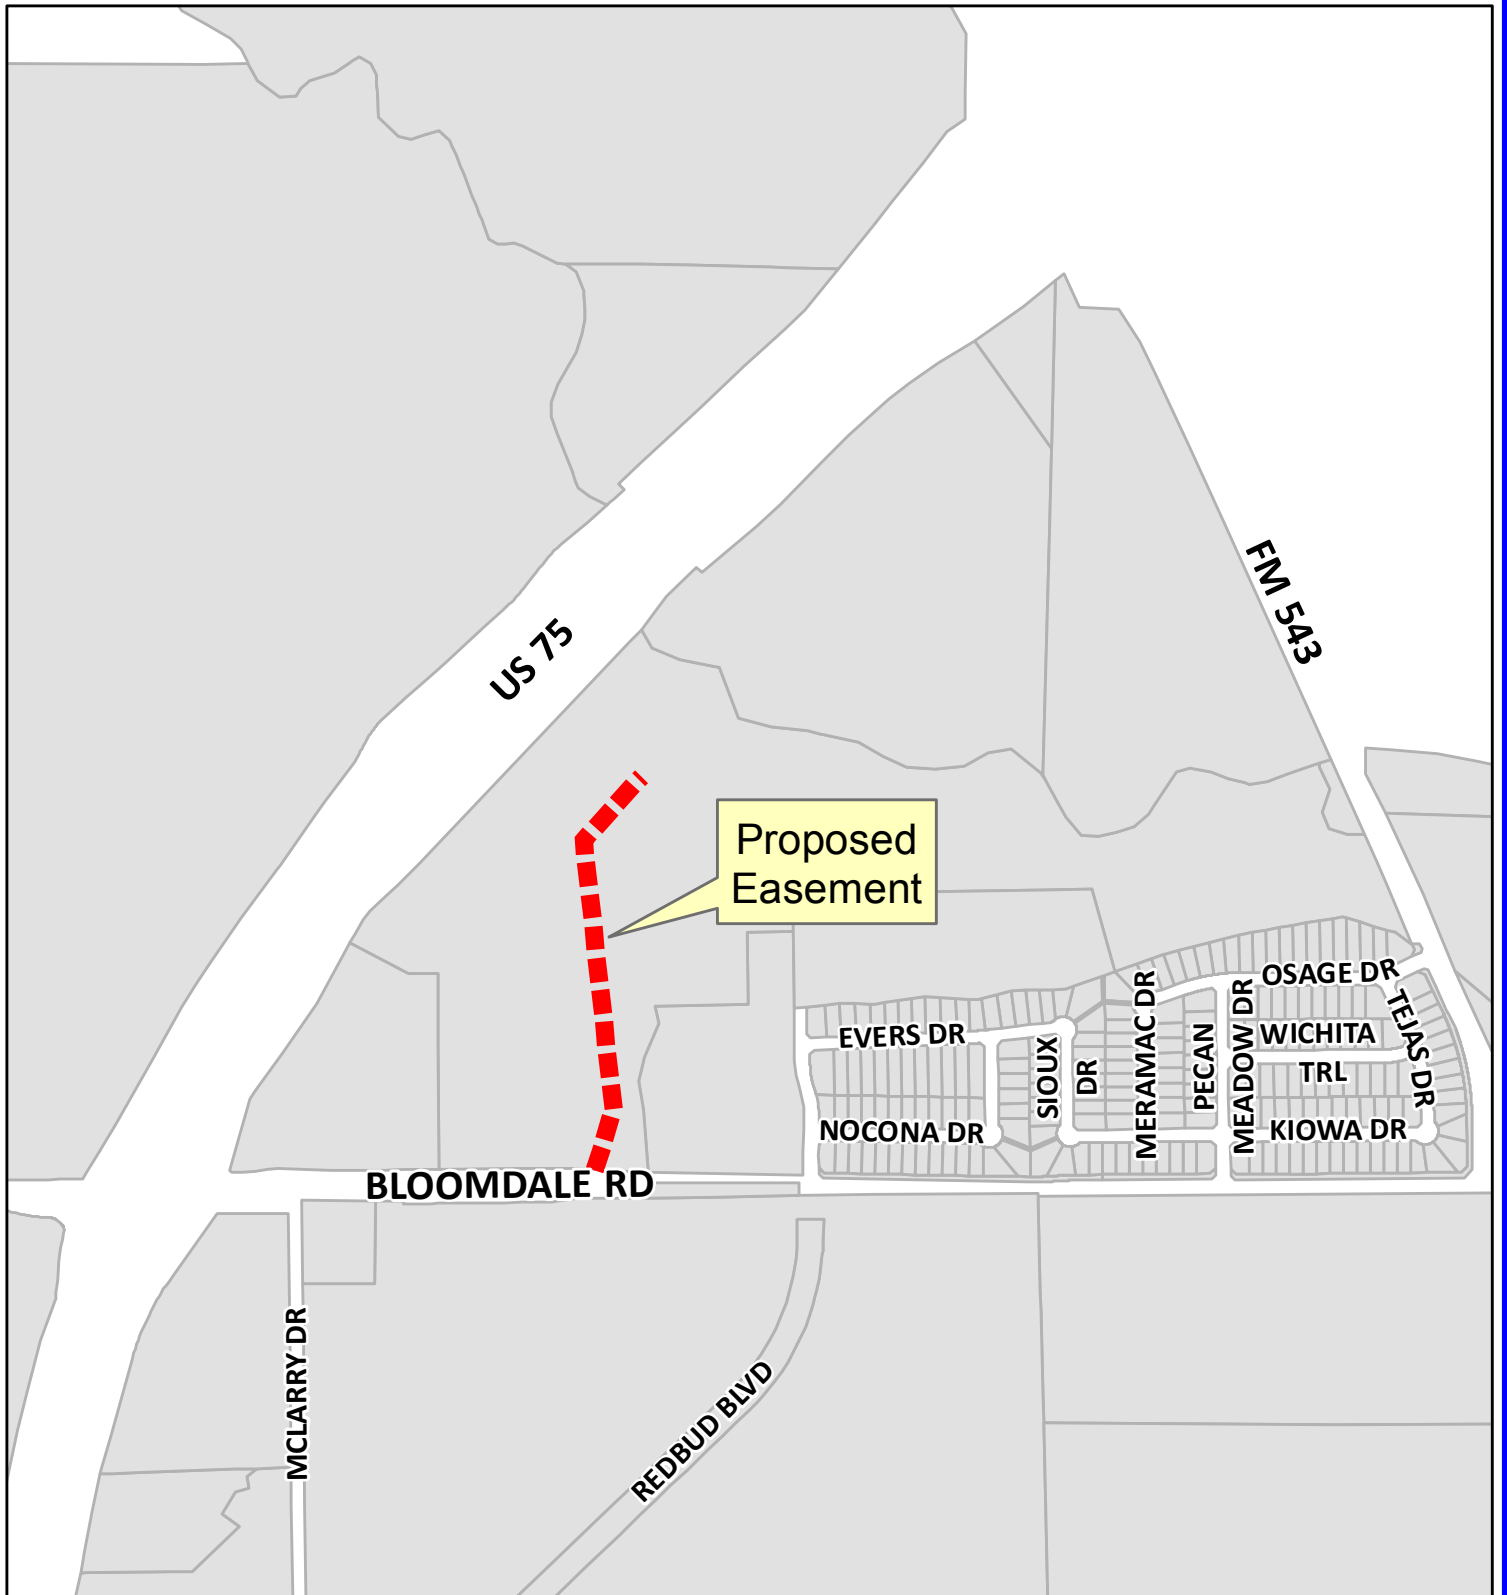 FM 543
US 75
Proposed
Easement
OSAGE DR
EVERS DR
SIOUX
DR
MERAMAC DR
PECAN
MEADOW DR
WICHITA
TRL
TEJAS DR
NOCONA DR
KIOWA DR
BLOOMDALE RD
MCLARRY DR
REDBUD BLVD